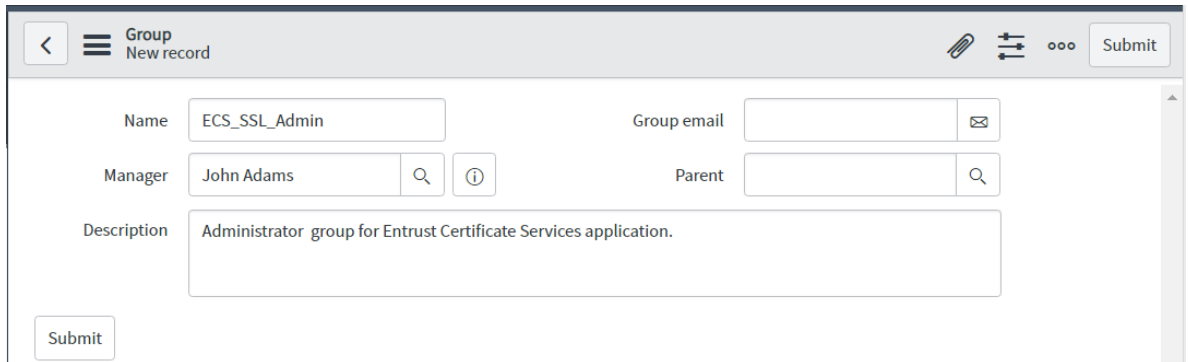 Group
New record
Submit
Name ECS_SSL_Admin Group email
Manager John Adams Parent
Description Administrator group for Entrust Certificate Services application.
Submit